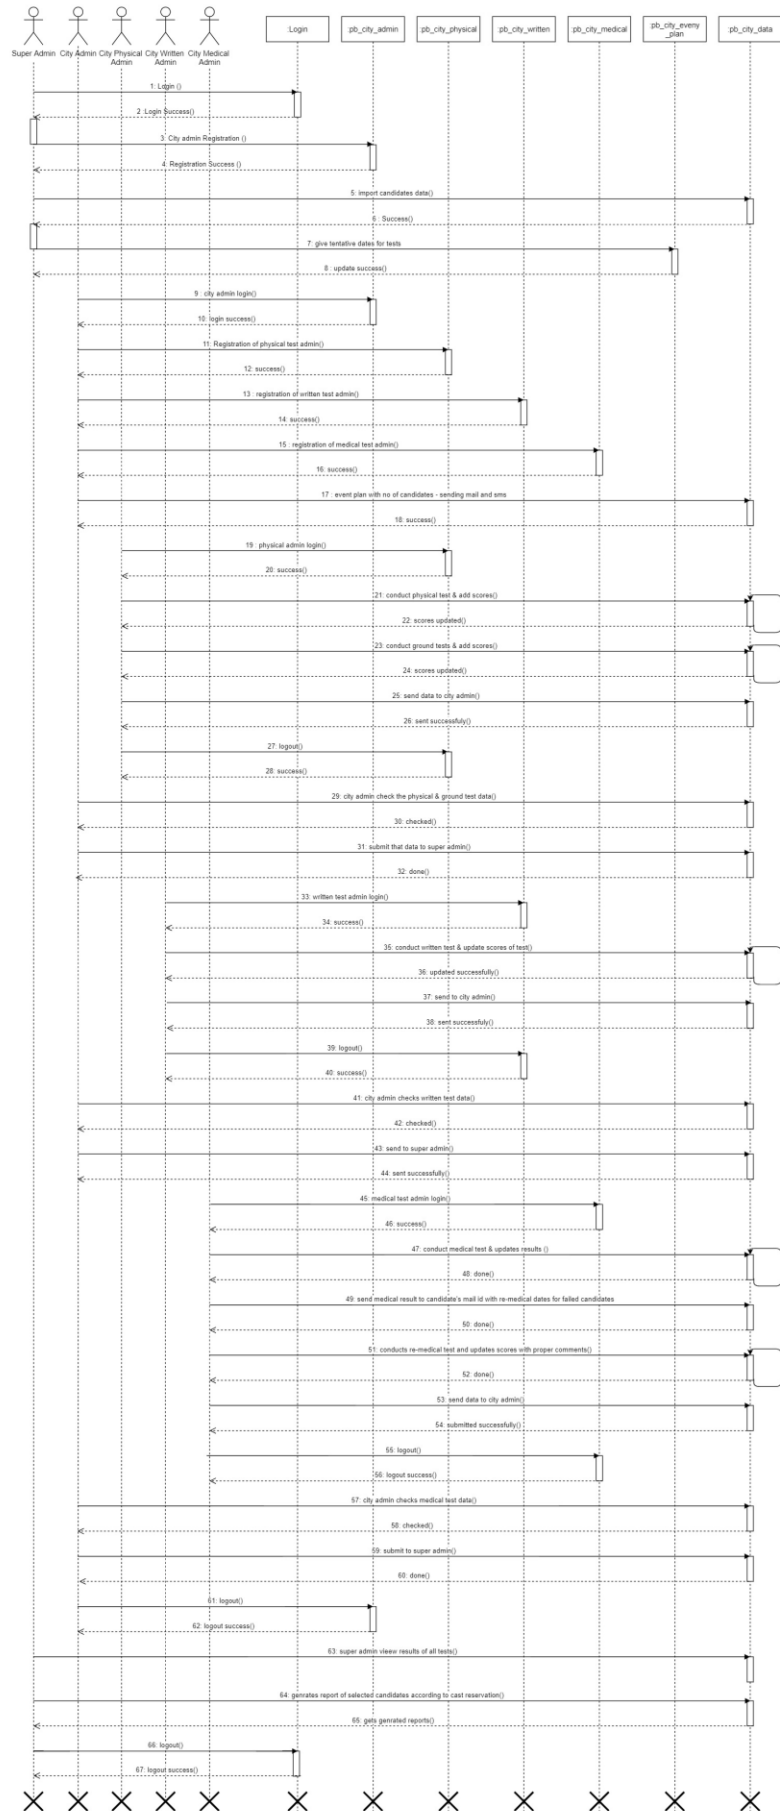 Super Admin
City Admin
City Physical
Admin
City Written
Admin
City Medical
Admin
:Login
:pb_city_admin
:pb_city_physical
:pb_city_written
:pb_city_medical
:pb_city_eveny
_plan
:pb_city_data
1: Login ()
2 :Login Success()
3: City admin Registration ()
4: Registration Success ()
5: import candidates data()
6 : Success()
7: give tentative dates for tests
8 : update success()
9 : city admin login()
10: login success()
11: Registration of physical test admin()
12: success()
13 : registration of written test admin()
14: success()
15 : registration of medical test admin()
16: success()
17 : event plan with no of candidates - sending mail and sms
18: success()
19 : physical admin login()
20: success()
21: conduct physical test & add scores()
22: scores updated()
23: conduct ground tests & add scores()
24: scores updated()
25: send data to city admin()
26: sent successfuly()
27: logout()
28: success()
29: city admin check the physical & ground test data()
30: checked()
31: submit that data to super admin()
32: done()
33: written test admin login()
34: success()
35: conduct written test & update scores of test()
36: updated successfully()
37: send to city admin()
38: sent successfuly()
39: logout()
40: success()
41: city admin checks written test data()
42: checked()
43: send to super admin()
44: sent successfully()
45: medical test admin login()
46: success()
47: conduct medical test & updates results ()
48: done()
49: send medical result to candidate's mail id with re-medical dates for failed candidates
50: done()
51: conducts re-medical test and updates scores with proper comments()
52: done()
53: send data to city admin()
54: submitted successfully()
55: logout()
56: logout success()
57: city admin checks medical test data()
58: checked()
59: submit to super admin()
60: done()
61: logout()
62: logout success()
63: super admin vieew results of all tests()
64: genrates report of selected candidates according to cast reservation()
65: gets genrated reports()
66: logout()
67: logout success()